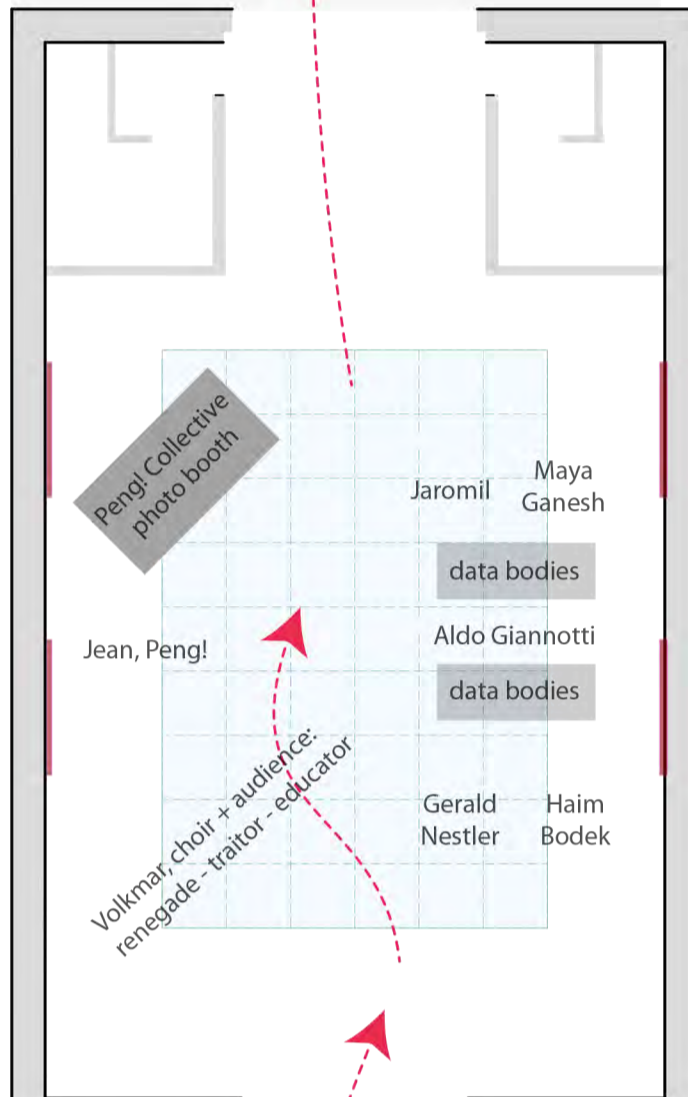 Peng! Collective
photo booth
Jaromil
Maya
Ganesh
data bodies
Jean, Peng!
Aldo Giannotti
data bodies
Volkmar, choir + audience:
renegade - traitor - educator
Gerald
Nestler
Haim
Bodek